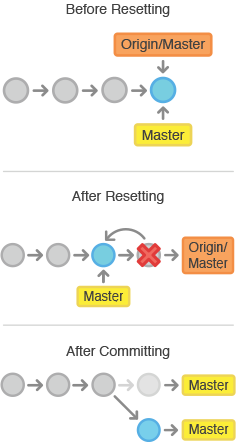 Before Resetting
Origin/Master
Master
After Resetting
Origin/
Master
Master
After Committing
Master
Master